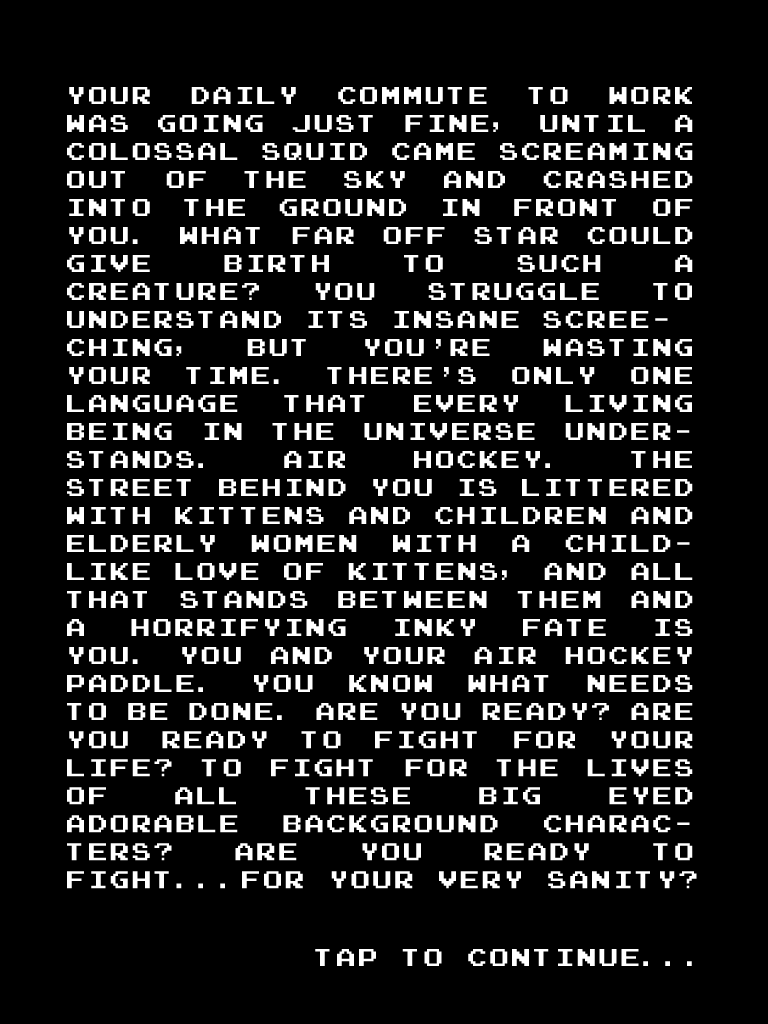 YOUR DAILY COMMUTE TO WORK
WAS GOING JUST FINE, UNTIL A
COLOSSAL SQUID CAME SCREAMING
OUT OF THE SKY AND CRASHED
INTO THE GROUND IN FRONT OF
YOU. WHAT FAR OFF STAR COULD
GIVE BIRTH TO SUCH A
CREATURE? YOU STRUGGLE TO
UNDERSTAND ITS INSANE SCREE-
CHING, BUT YOU'RE WASTING
YOUR TIME. THERE'S ONLY ONE
LANGUAGE THAT EVERY LIVING
BEING IN THE UNIVERSE UNDER-
STANDS. AIR HOCKEY. THE
STREET BEHIND YOU IS LITTERED
WITH KITTENS AND CHILDREN AND
ELDERLY WOMEN WITH A CHILD-
LIKE LOVE OF KITTENS, AND ALL
THAT STANDS BETWEEN THEM AND
A HORRIFYING INKY FATE IS
YOU. YOU AND YOUR AIR HOCKEY
PADDLE. YOU KNOW WHAT NEEDS
TO BE DONE. ARE YOU READY? ARE
YOU READY TO FIGHT FOR YOUR
LIFE? TO FIGHT FOR THE LIVES
OF ALL THESE BIG EYED
ADORABLE BACKGROUND CHARAC-
TERS? ARE YOU READY TO
FIGHT...FOR YOUR VERY SANITY?
TAP TO CONTINUE...